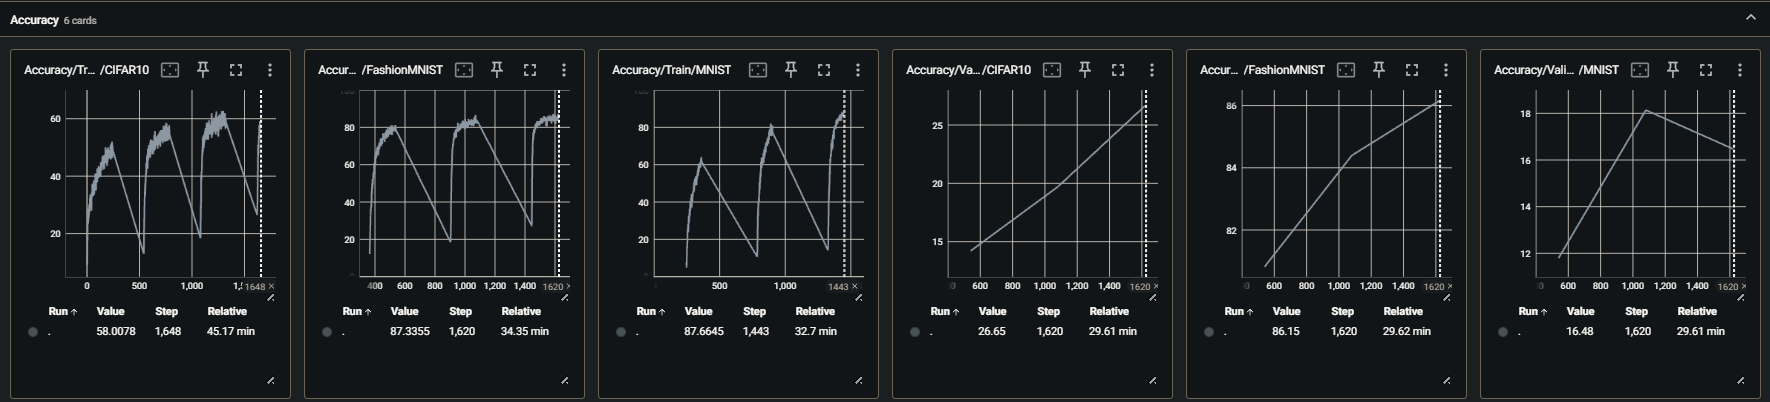 Accuracy 6 cards
Accuracy/Tr... /CIFAR10
60
40
20
0 500 1,000 1,648
Run ↑ Value Step Relative
. 58.0078 1,648 45.17 min
Accur... /FashionMNIST
80
60
40
20
400 600 800 1,000 1,200 1,400 1620
Run ↑ Value Step Relative
. 87.3355 1,620 34.35 min
Accuracy/Train/MNIST
80
60
40
20
500 1,000 1443
Run ↑ Value Step Relative
. 87.6645 1,443 32.7 min
Accuracy/Va... /CIFAR10
25
20
15
600 800 1,000 1,200 1,400 1620
Run ↑ Value Step Relative
. 26.65 1,620 29.61 min
Accur... /FashionMNIST
86
84
82
600 800 1,000 1,200 1,400 1620
Run ↑ Value Step Relative
. 86.15 1,620 29.62 min
Accuracy/Vali... /MNIST
18
16
14
12
600 800 1,000 1,200 1,400 1620
Run ↑ Value Step Relative
. 16.48 1,620 29.61 min